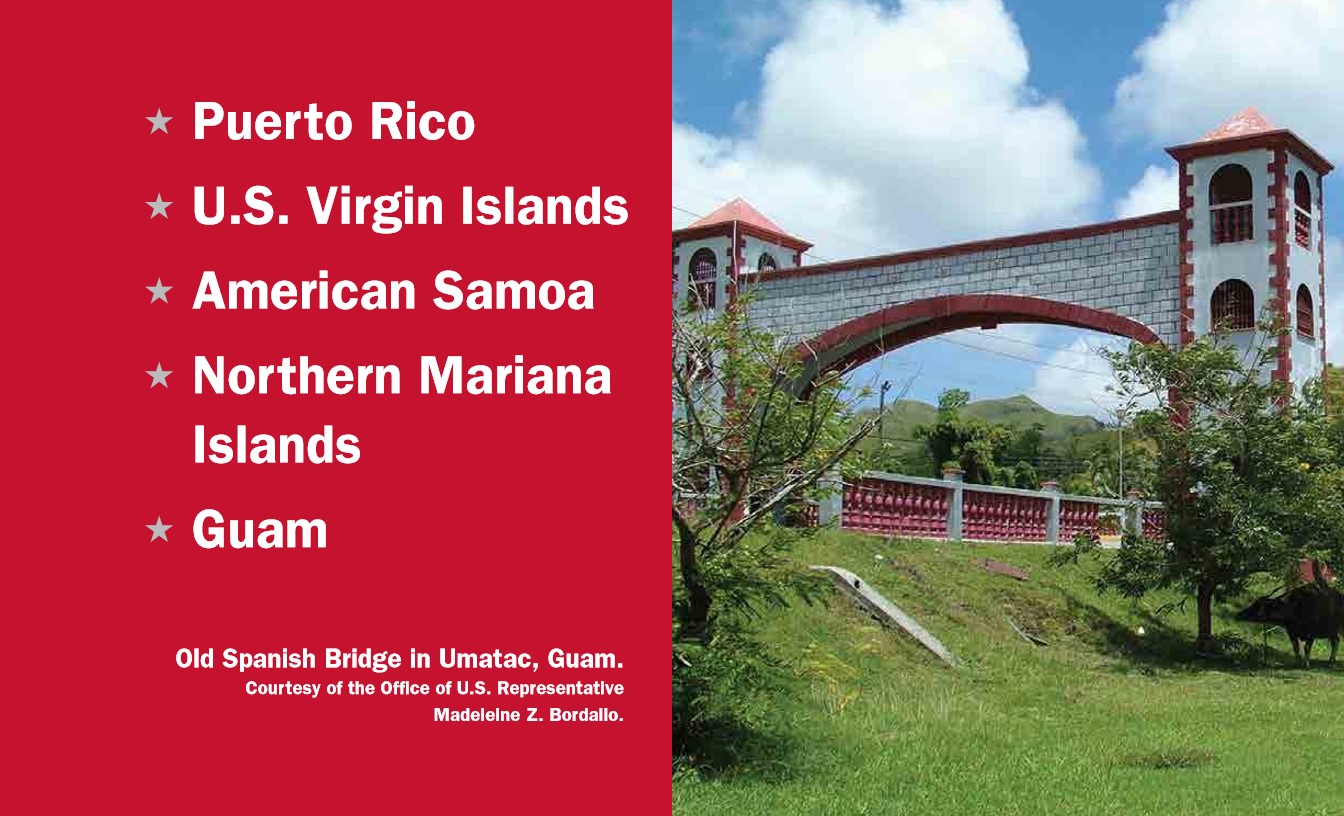 ★ Puerto Rico
★ U.S. Virgin Islands
★ American Samoa
★ Northern Mariana
Islands
★ Guam
Old Spanish Bridge in Umatac, Guam.
Courtesy of the Office of U.S. Representative
Madeleine Z. Bordallo.